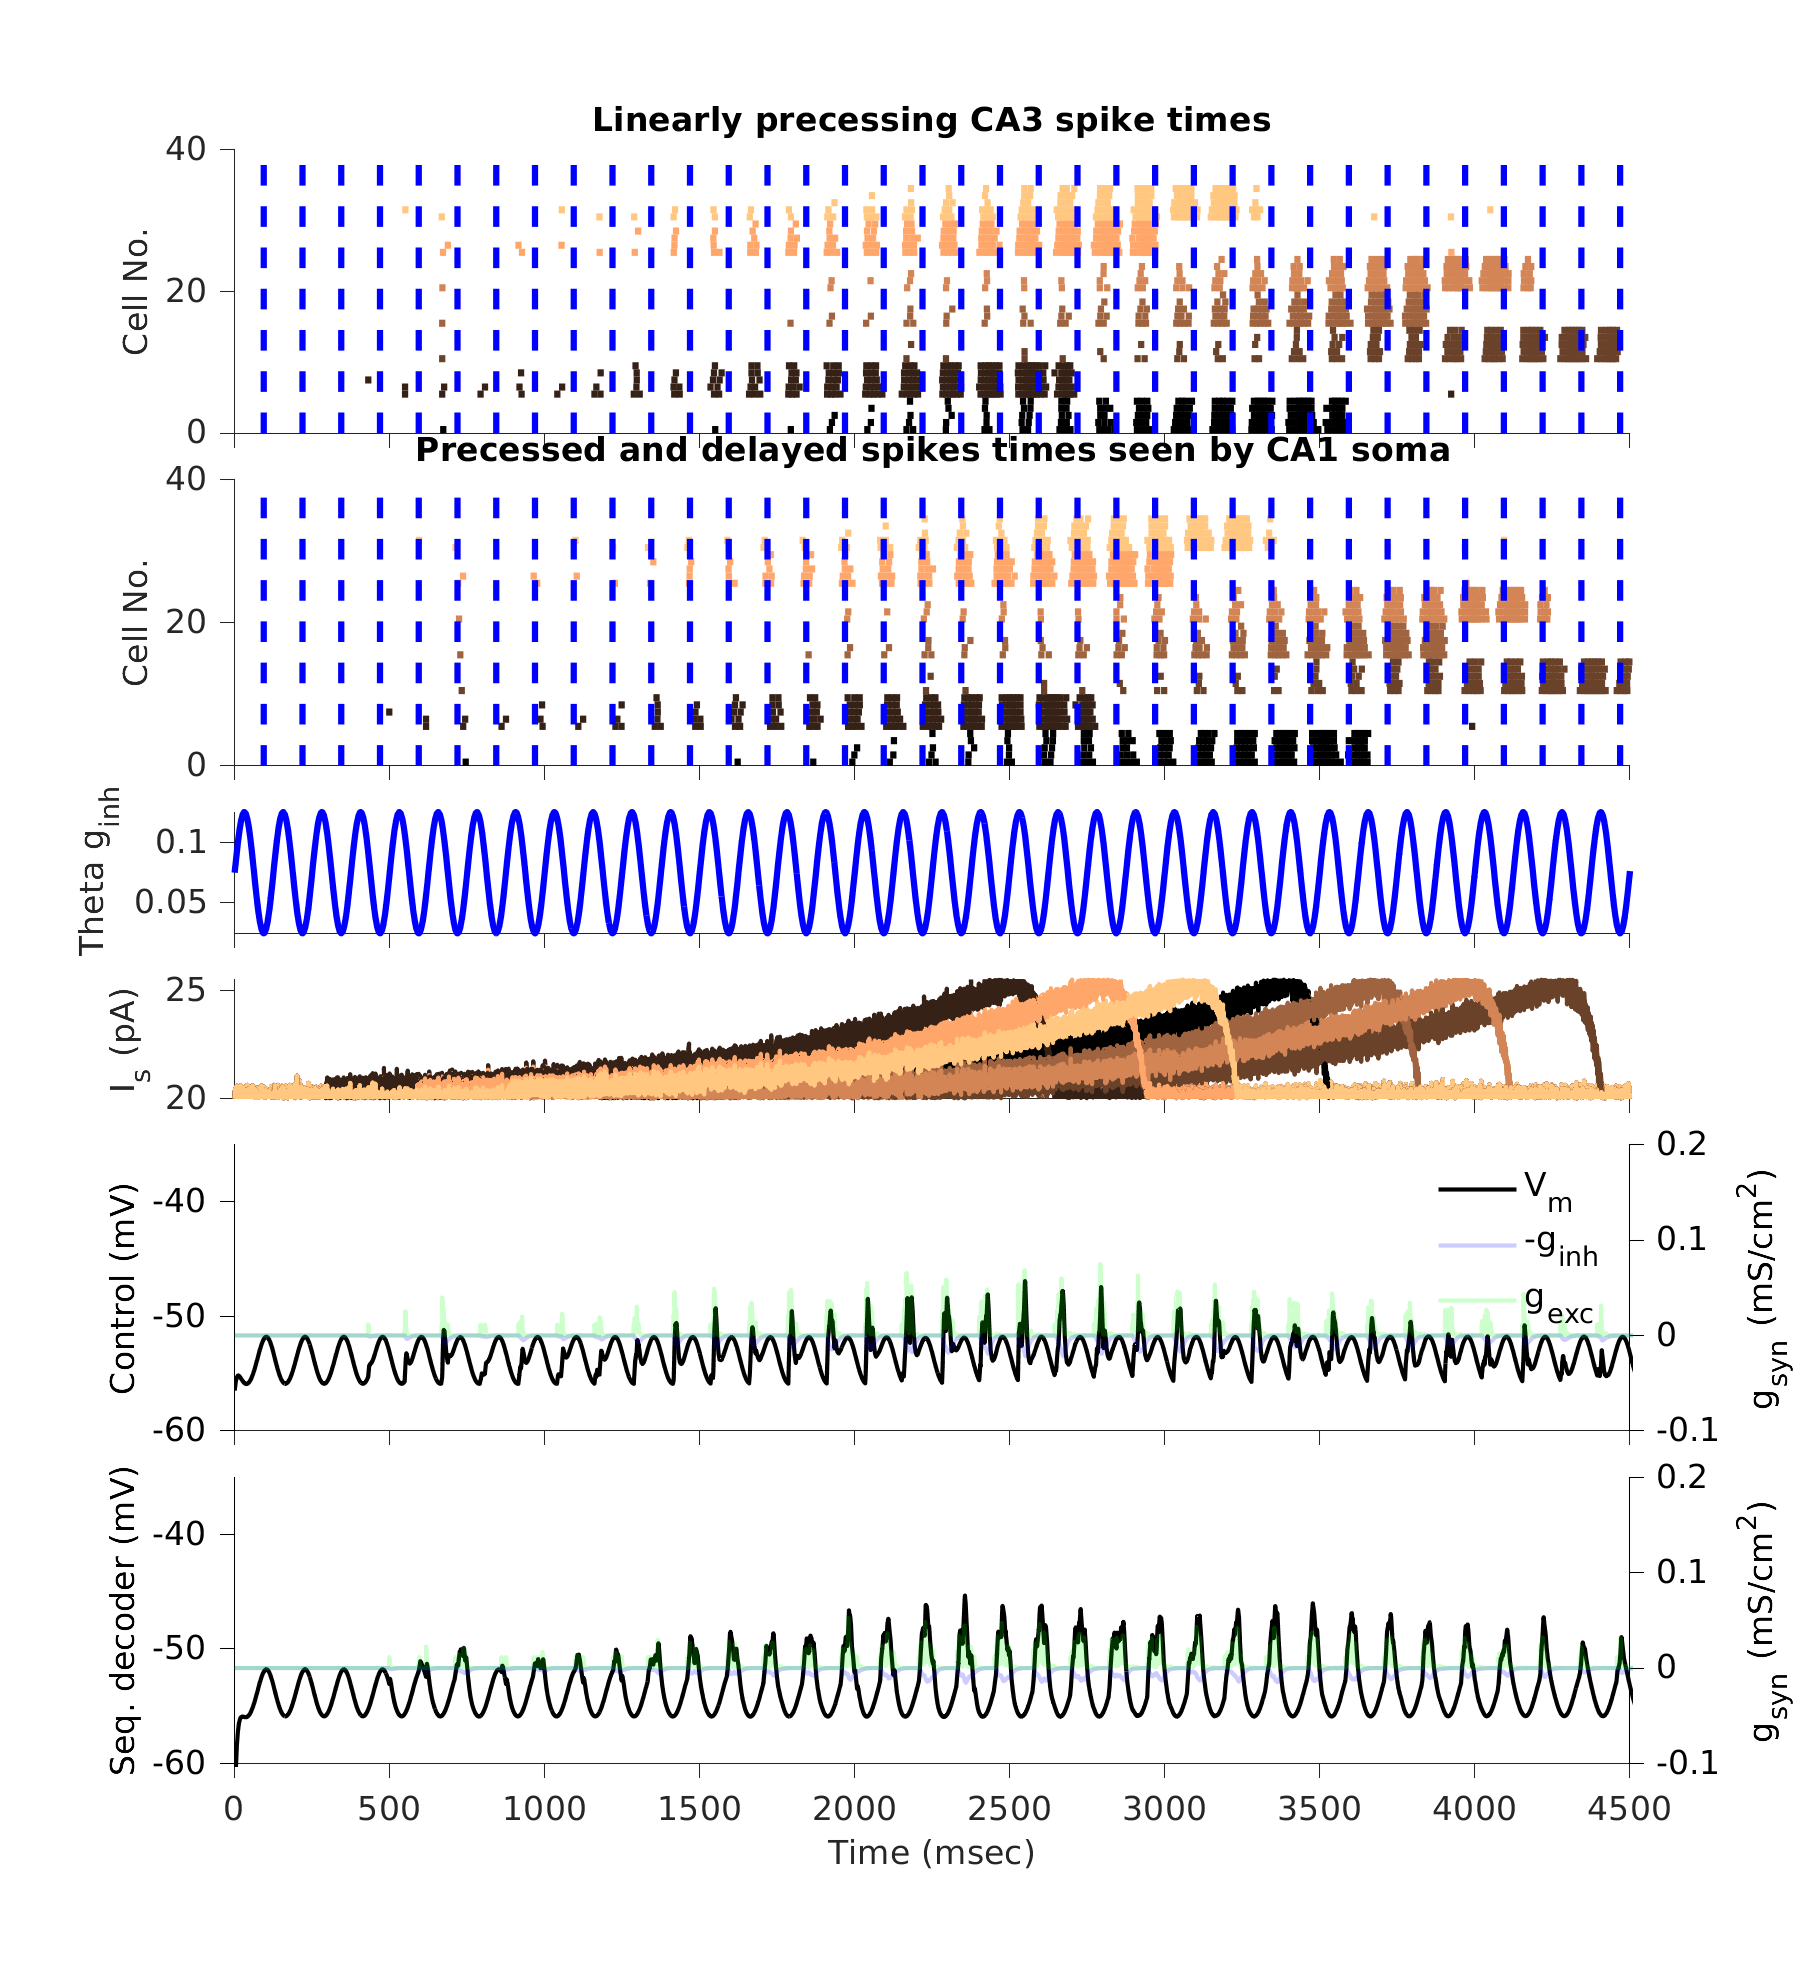 Linearly precessing CA3 spike times
40
20
0
Cell No.
Precessed and delayed spikes times seen by CA1 soma
40
20
0
Cell No.
0.1
0.05
Theta g_inh
25
20
I_s (pA)
-40
-50
-60
Control (mV)
V_m
-g_inh
g_exc
0.2
0.1
0
-0.1
g_syn (mS/cm^2)
-40
-50
-60
Seq. decoder (mV)
0.2
0.1
0
-0.1
g_syn (mS/cm^2)
0 500 1000 1500 2000 2500 3000 3500 4000 4500
Time (msec)